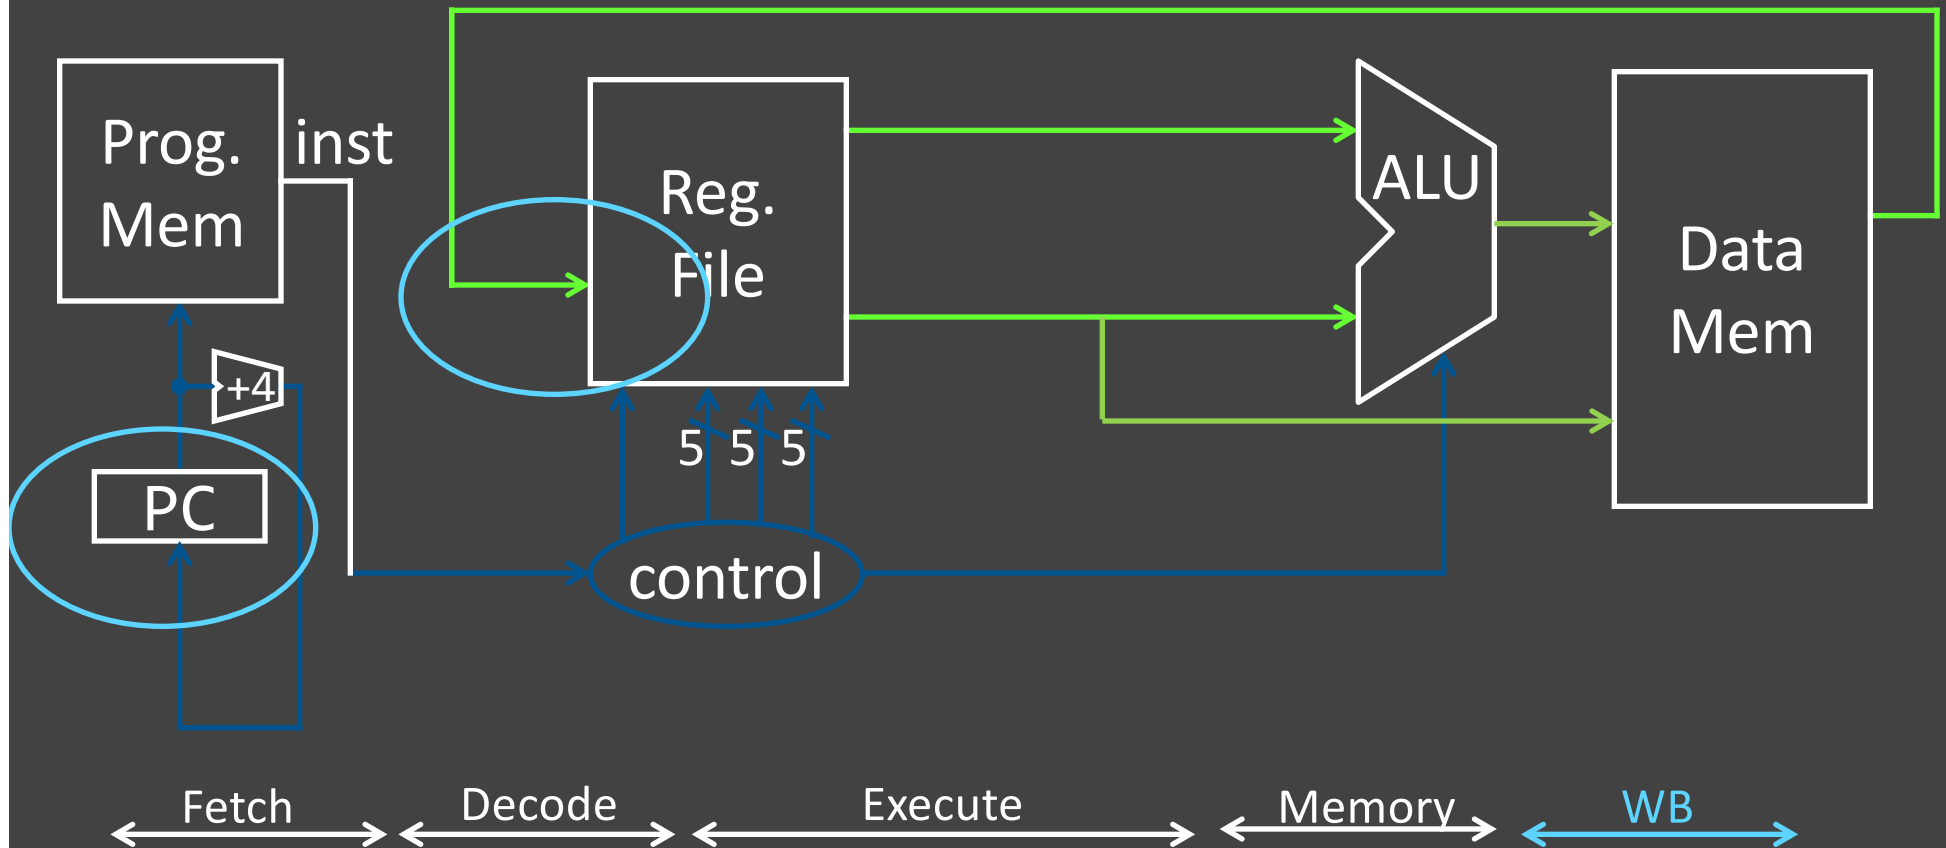 Prog.
Mem
inst
Reg.
File
ALU
Data
Mem
+4
PC
5 5 5
control
Fetch
Decode
Execute
Memory
WB